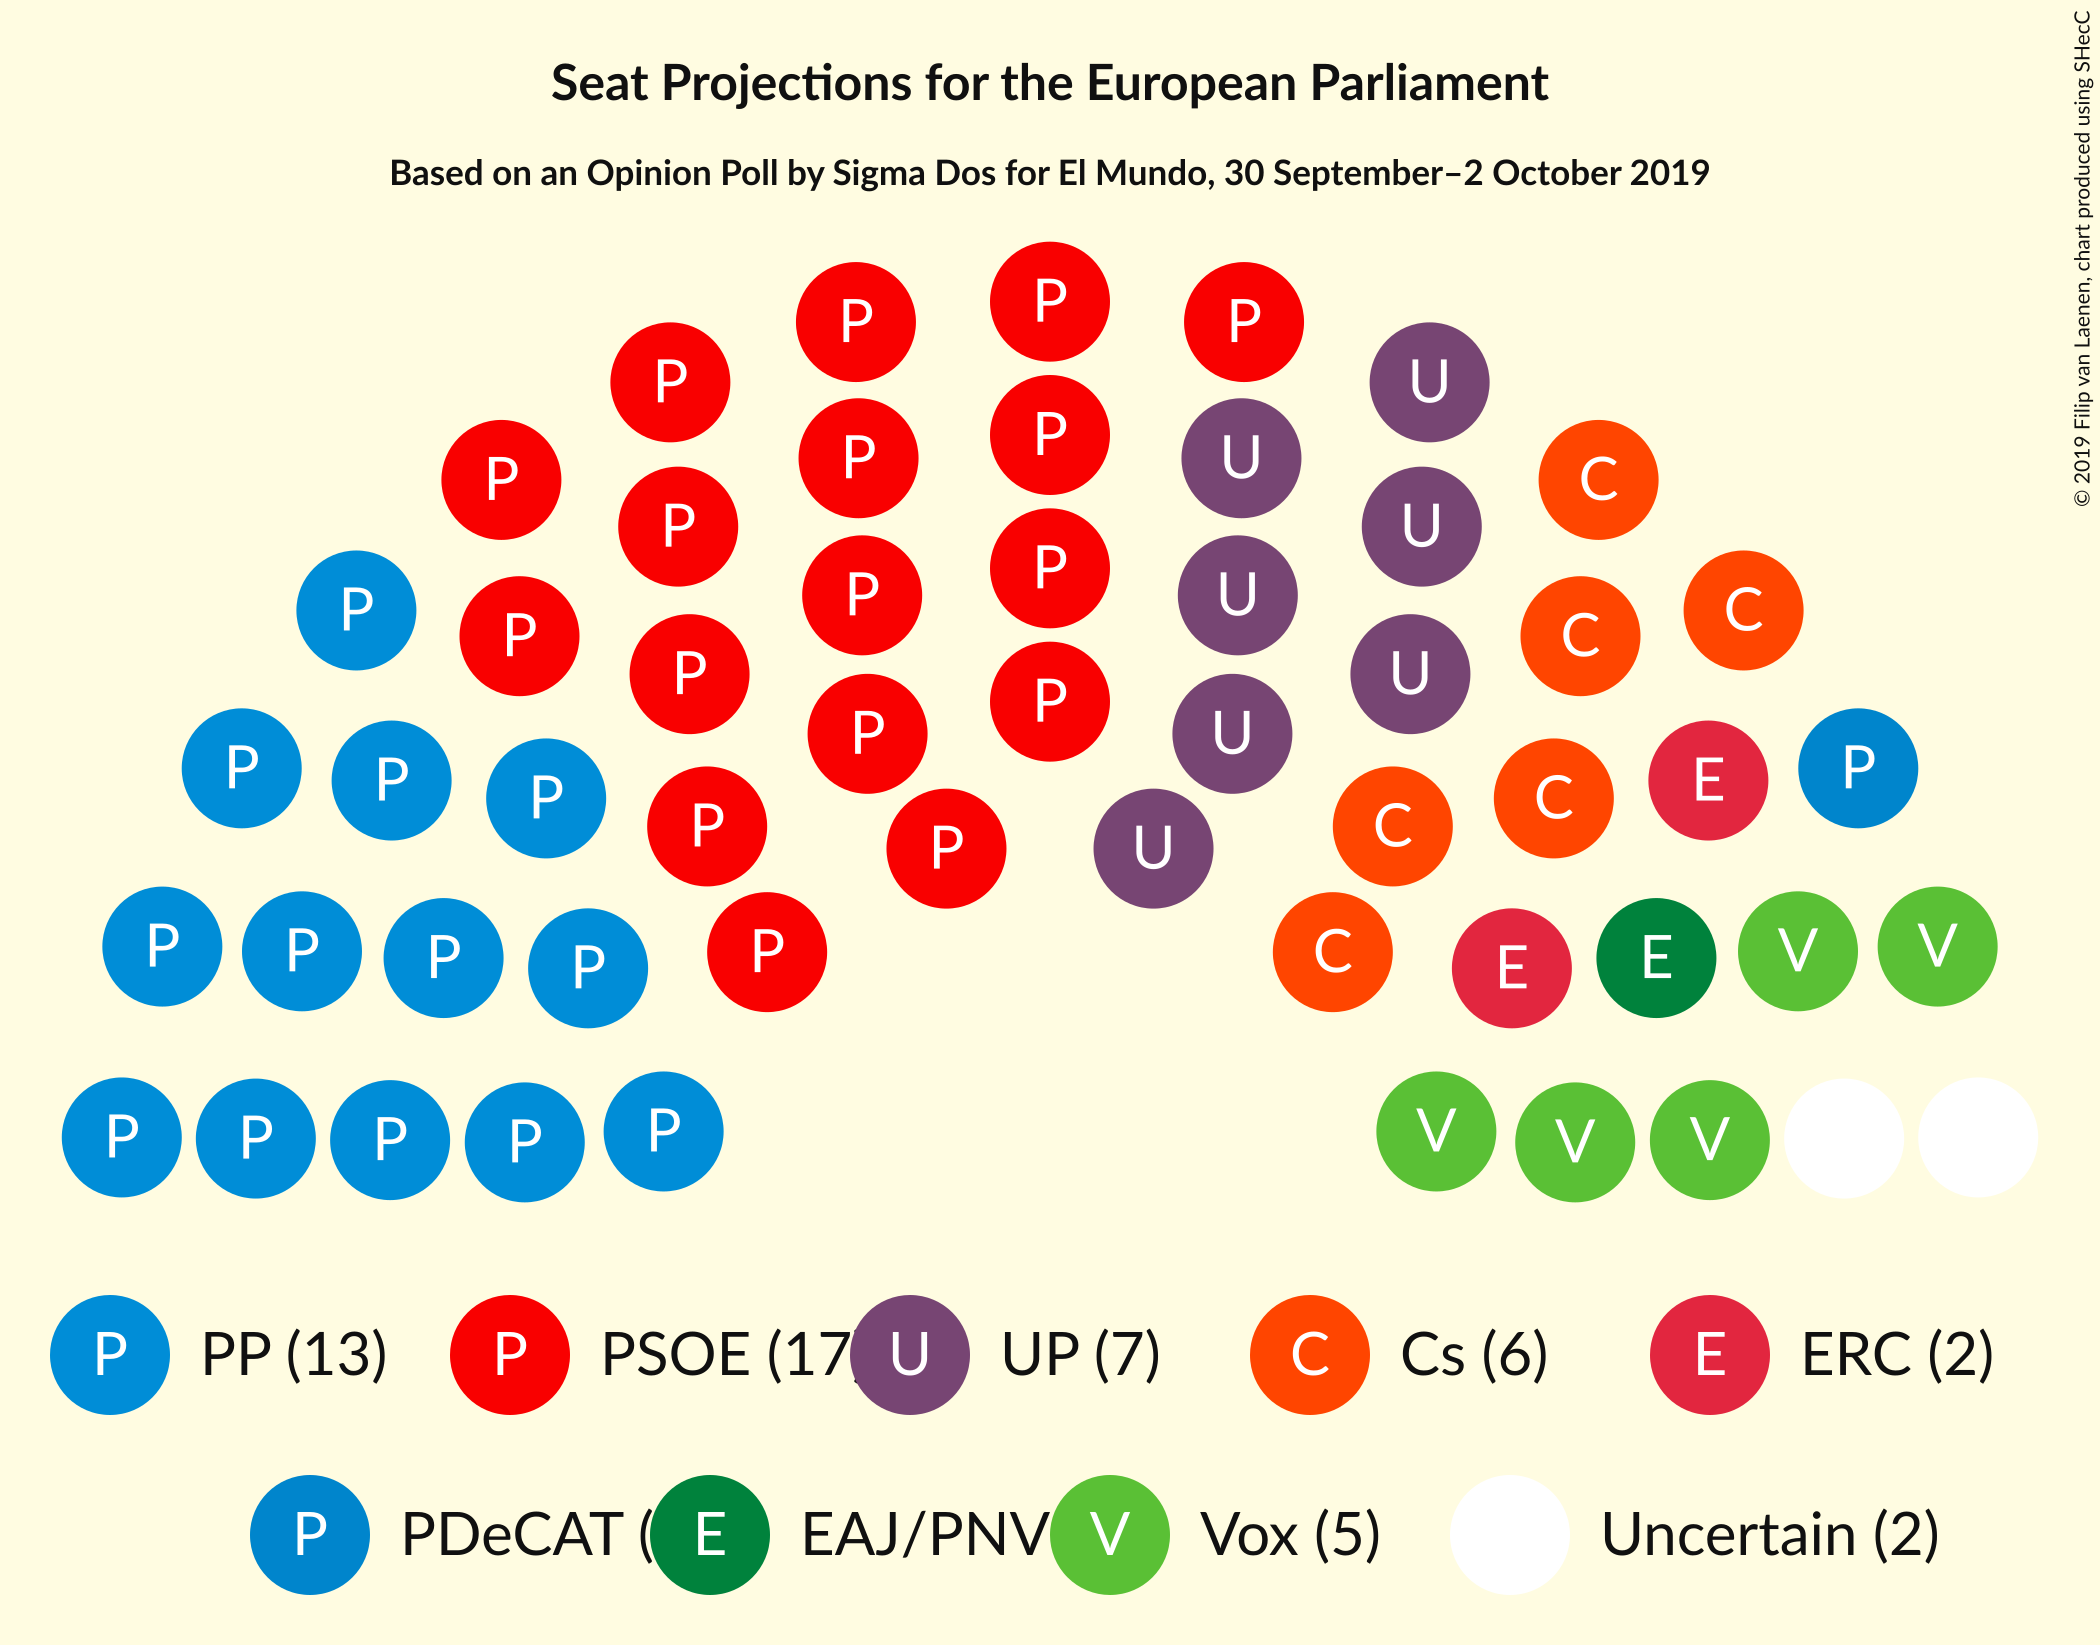 Seat Projections for the European Parliament
Based on an Opinion Poll by Sigma Dos for El Mundo, 30 September–2 October 2019
© 2019 Filip van Laenen, chart produced using SHecC
P P P
P U
P P P U C
P U
P P P U C C
P P U
P P P U
P P P C E P
P C
P U
P P P P P C E E V V
P P P P P V V V
P PP (13) P PSOE (17) U UP (7) C Cs (6) E ERC (2)
P PDeCAT ( E EAJ/PNV V Vox (5) Uncertain (2)